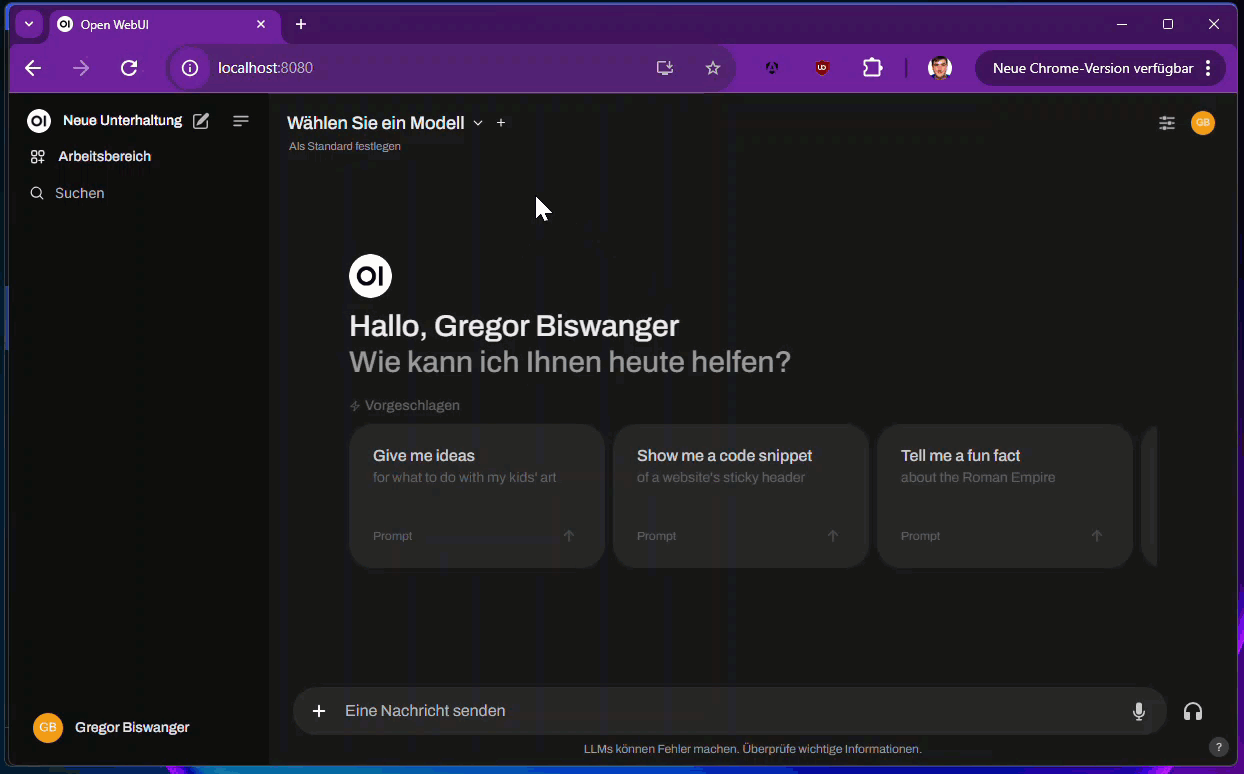 Open WebUI
localhost:8080
Neue Chrome-Version verfügbar
OI Neue Unterhaltung
Arbeitsbereich
Suchen
Wählen Sie ein Modell
Als Standard festlegen
GB
OI
Hallo, Gregor Biswanger
Wie kann ich Ihnen heute helfen?
Vorgeschlagen
Give me ideas
for what to do with my kids' art
Prompt
Show me a code snippet
of a website's sticky header
Prompt
Tell me a fun fact
about the Roman Empire
Prompt
Eine Nachricht senden
GB Gregor Biswanger
LLMs können Fehler machen. Überprüfe wichtige Informationen.
?